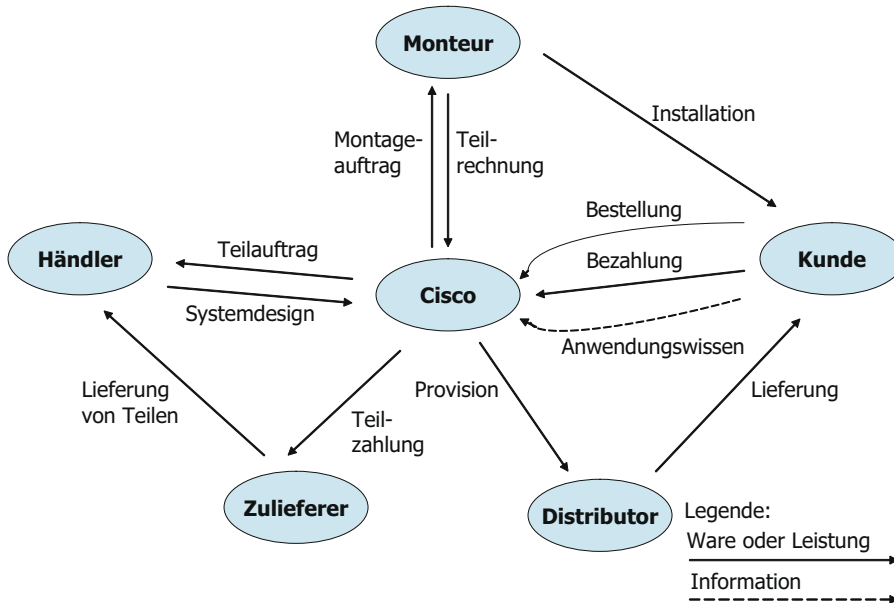 Monteur
Installation
Montage-
auftrag
Teil-
rechnung
Bestellung
Händler
Teilauftrag
Cisco
Bezahlung
Kunde
Systemdesign
Anwendungswissen
Lieferung
von Teilen
Provision
Lieferung
Teil-
zahlung
Zulieferer
Distributor
Legende:
Ware oder Leistung
Information